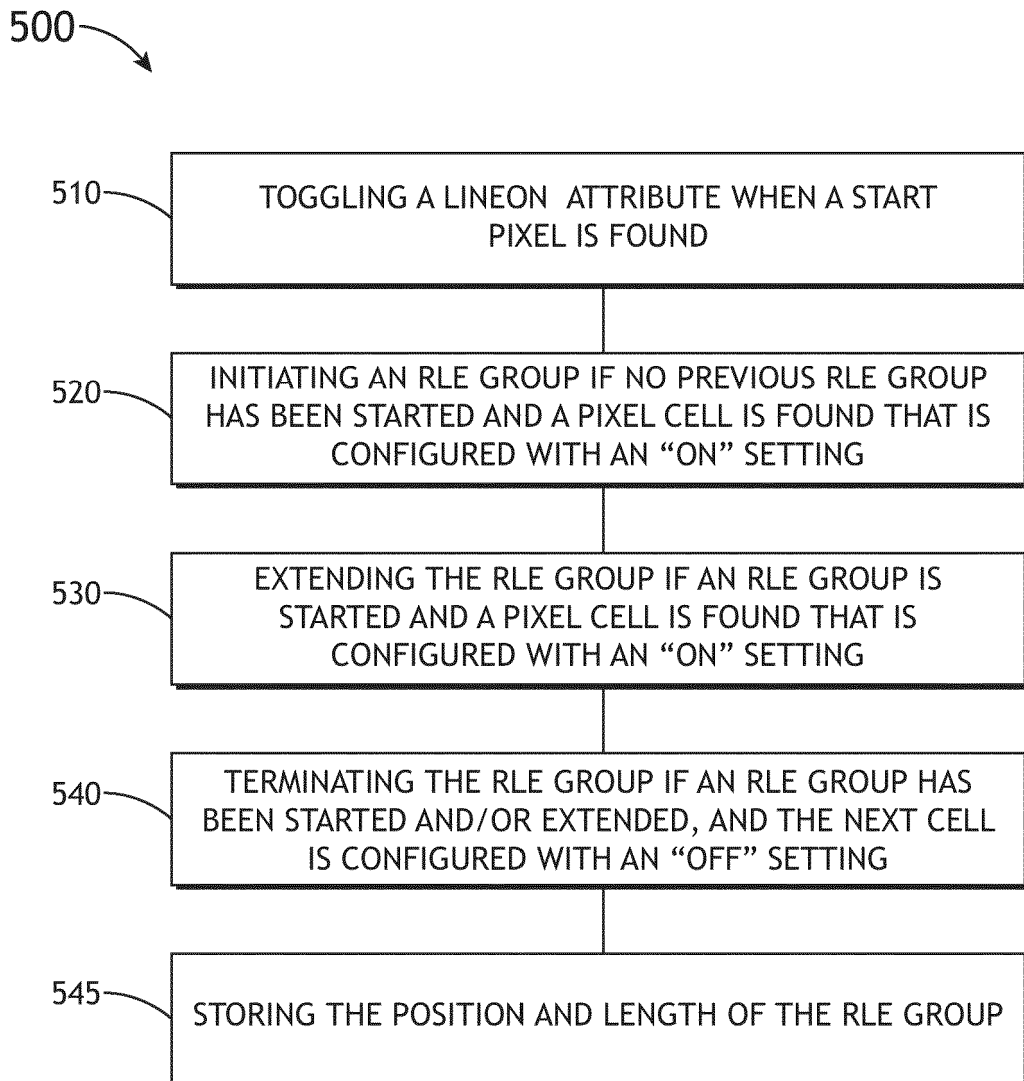 500
510
TOGGLING A LINEON ATTRIBUTE WHEN A START
PIXEL IS FOUND
520
INITIATING AN RLE GROUP IF NO PREVIOUS RLE GROUP
HAS BEEN STARTED AND A PIXEL CELL IS FOUND THAT IS
CONFIGURED WITH AN “ON” SETTING
530
EXTENDING THE RLE GROUP IF AN RLE GROUP IS
STARTED AND A PIXEL CELL IS FOUND THAT IS
CONFIGURED WITH AN “ON” SETTING
540
TERMINATING THE RLE GROUP IF AN RLE GROUP HAS
BEEN STARTED AND/OR EXTENDED, AND THE NEXT CELL
IS CONFIGURED WITH AN “OFF” SETTING
545
STORING THE POSITION AND LENGTH OF THE RLE GROUP